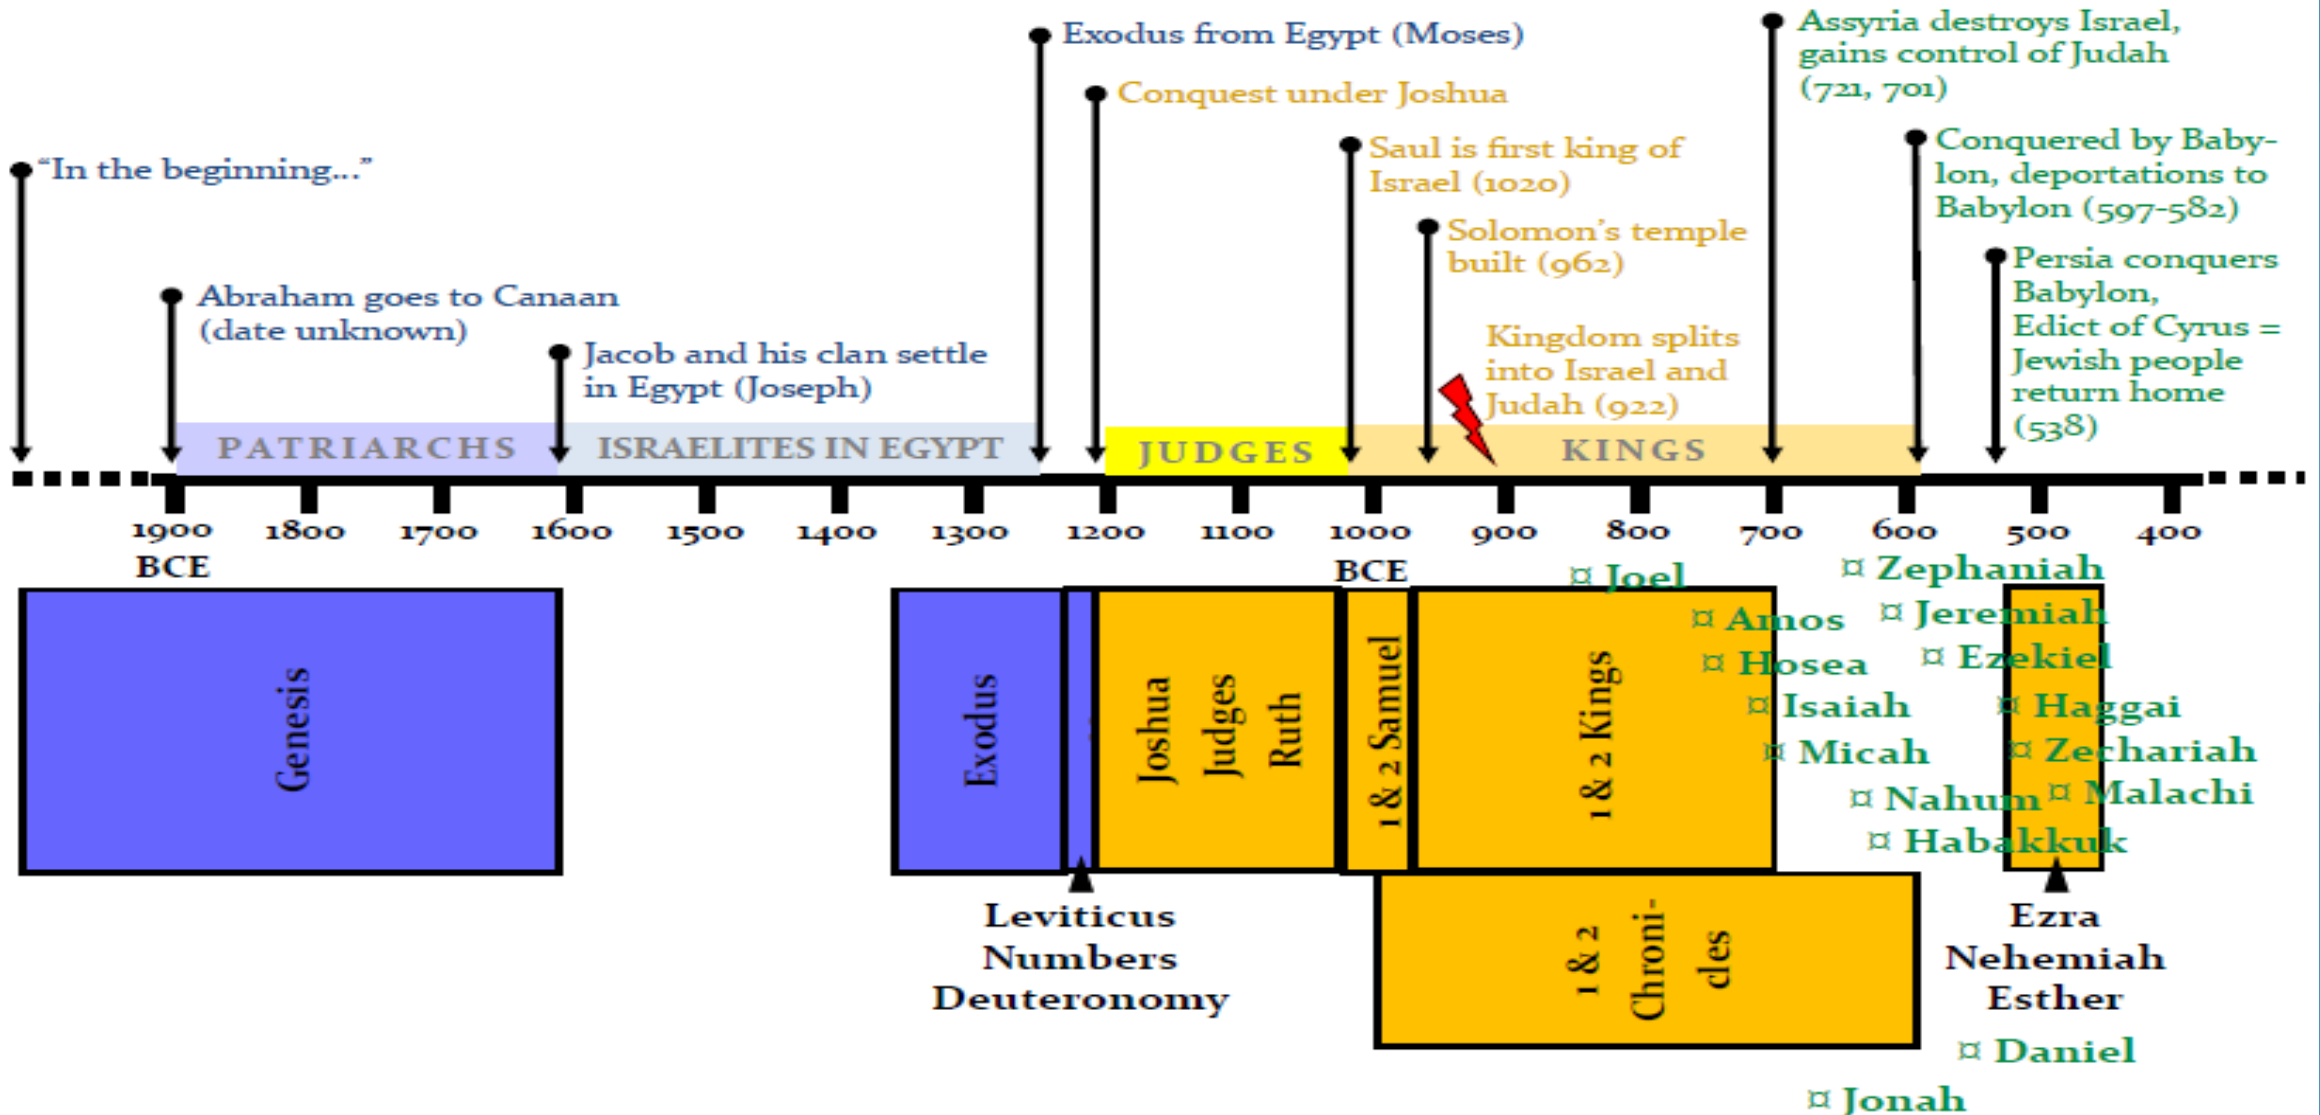 Exodus from Egypt (Moses)
Conquest under Joshua
Assyria destroys Israel,
gains control of Judah
(721, 701)
Saul is first king of
Israel (1020)
Conquered by Baby-
lon, deportations to
Babylon (597-582)
“In the beginning...”
Solomon’s temple
built (962)
Persia conquers
Babylon,
Edict of Cyrus =
Jewish people
return home
(538)
Abraham goes to Canaan
(date unknown)
Jacob and his clan settle
in Egypt (Joseph)
Kingdom splits
into Israel and
Judah (922)
PATRIARCHS
ISRAELITES IN EGYPT
JUDGES
KINGS
1900
BCE
1800
1700
1600
1500
1400
1300
1200
1100
1000
BCE
900
800
700
600
500
400
Genesis
Exodus
Joshua
Judges
Ruth
1 & 2 Samuel
1 & 2 Kings
¤ Joel
¤ Amos
¤ Hosea
¤ Isaiah
¤ Micah
¤ Zephaniah
¤ Jeremiah
¤ Ezekiel
¤ Haggai
¤ Zechariah
¤ Nahum
¤ Malachi
¤ Habakkuk
Leviticus
Numbers
Deuteronomy
1 & 2
Chroni-
cles
Ezra
Nehemiah
Esther
¤ Daniel
¤ Jonah